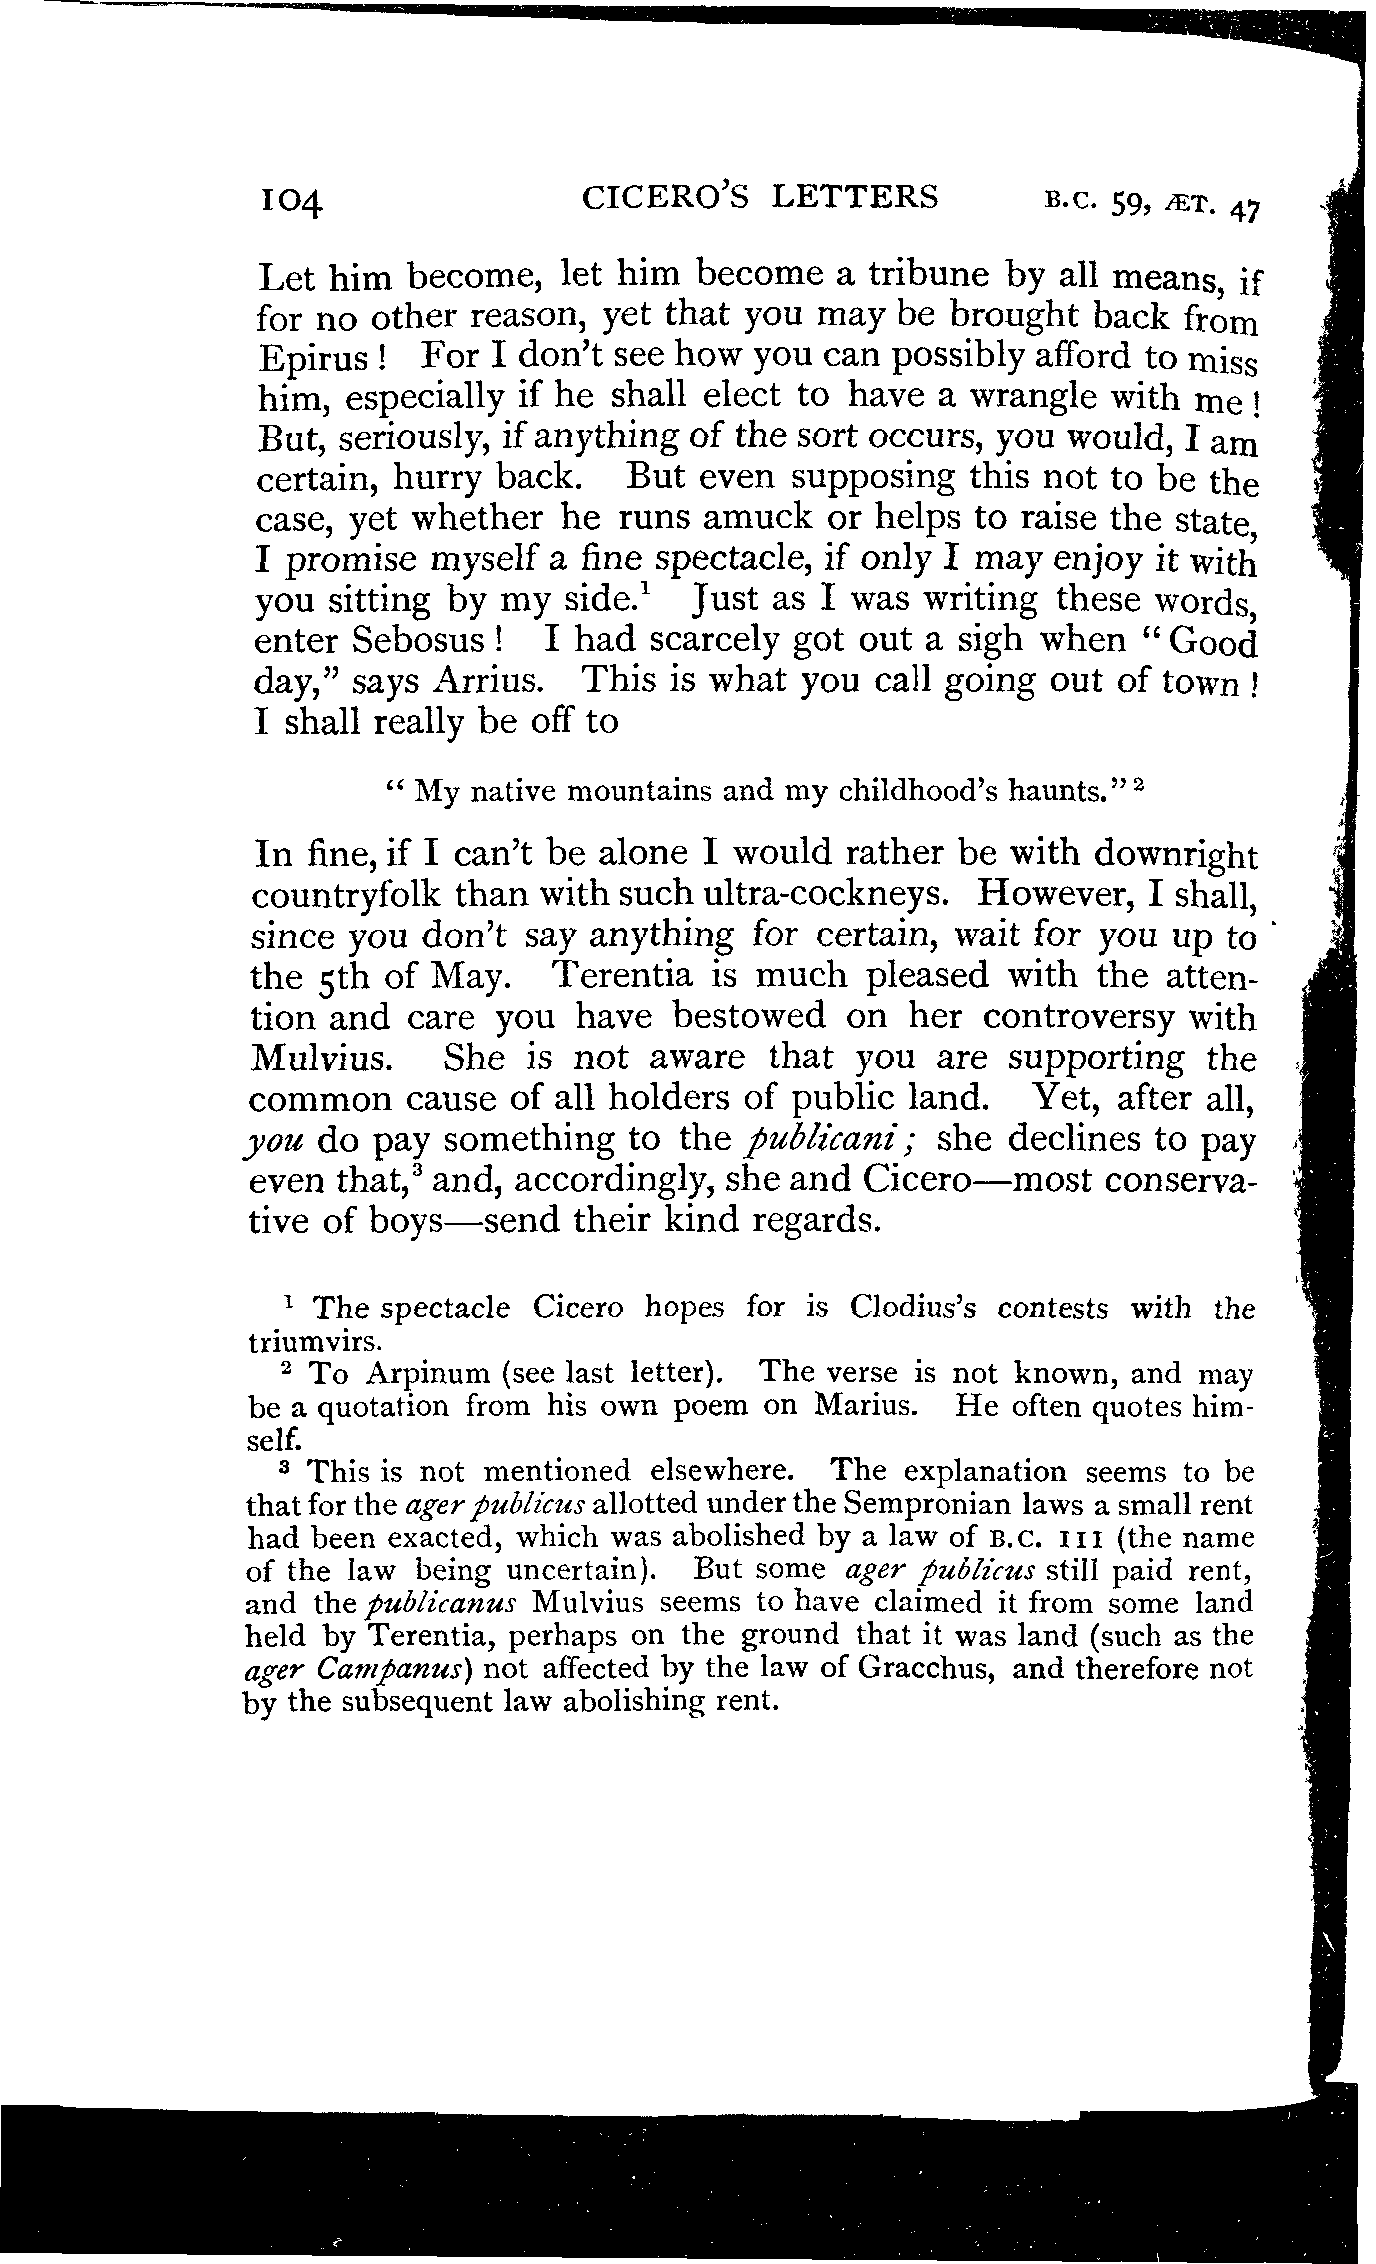 104 CICERO'S LETTERS B.C. 59, ÆT. 47
Let him become, let him become a tribune by all means, if
for no other reason, yet that you may be brought back from
Epirus! For I don't see how you can possibly afford to miss
him, especially if he shall elect to have a wrangle with me!
But, seriously, if anything of the sort occurs, you would, I am
certain, hurry back. But even supposing this not to be the
case, yet whether he runs amuck or helps to raise the state,
I promise myself a fine spectacle, if only I may enjoy it with
you sitting by my side.¹ Just as I was writing these words,
enter Sebosus! I had scarcely got out a sigh when "Good
day," says Arrius. This is what you call going out of town!
I shall really be off to
"My native mountains and my childhood's haunts."²
In fine, if I can't be alone I would rather be with downright
countryfolk than with such ultra-cockneys. However, I shall,
since you don't say anything for certain, wait for you up to
the 5th of May. Terentia is much pleased with the atten-
tion and care you have bestowed on her controversy with
Mulvius. She is not aware that you are supporting the
common cause of all holders of public land. Yet, after all,
you do pay something to the publicani; she declines to pay
even that,³ and, accordingly, she and Cicero—most conserva-
tive of boys—send their kind regards.
¹ The spectacle Cicero hopes for is Clodius's contests with the
triumvirs.
² To Arpinum (see last letter). The verse is not known, and may
be a quotation from his own poem on Marius. He often quotes him-
self.
³ This is not mentioned elsewhere. The explanation seems to be
that for the ager publicus allotted under the Sempronian laws a small rent
had been exacted, which was abolished by a law of B.C. 111 (the name
of the law being uncertain). But some ager publicus still paid rent,
and the publicanus Mulvius seems to have claimed it from some land
held by Terentia, perhaps on the ground that it was land (such as the
ager Campanus) not affected by the law of Gracchus, and therefore not
by the subsequent law abolishing rent.